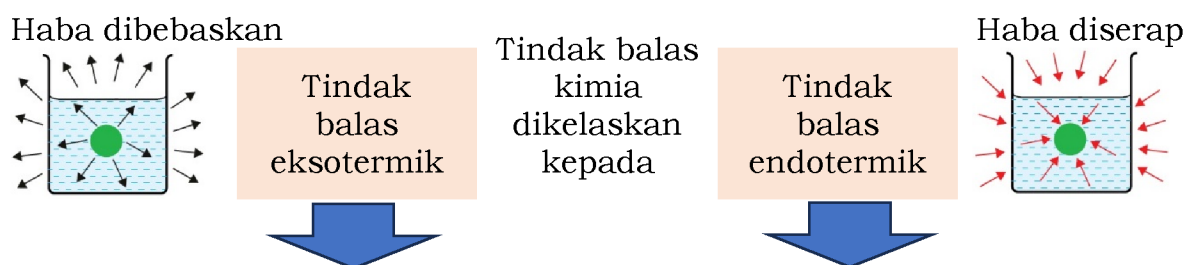 Haba dibebaskan
Tindak
balas
eksotermik
Tindak balas
kimia
dikelaskan
kepada
Tindak
balas
endotermik
Haba diserap